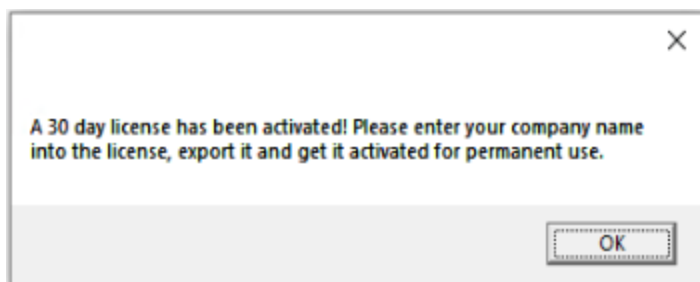 A 30 day license has been activated! Please enter your company name
into the license, export it and get it activated for permanent use.
OK